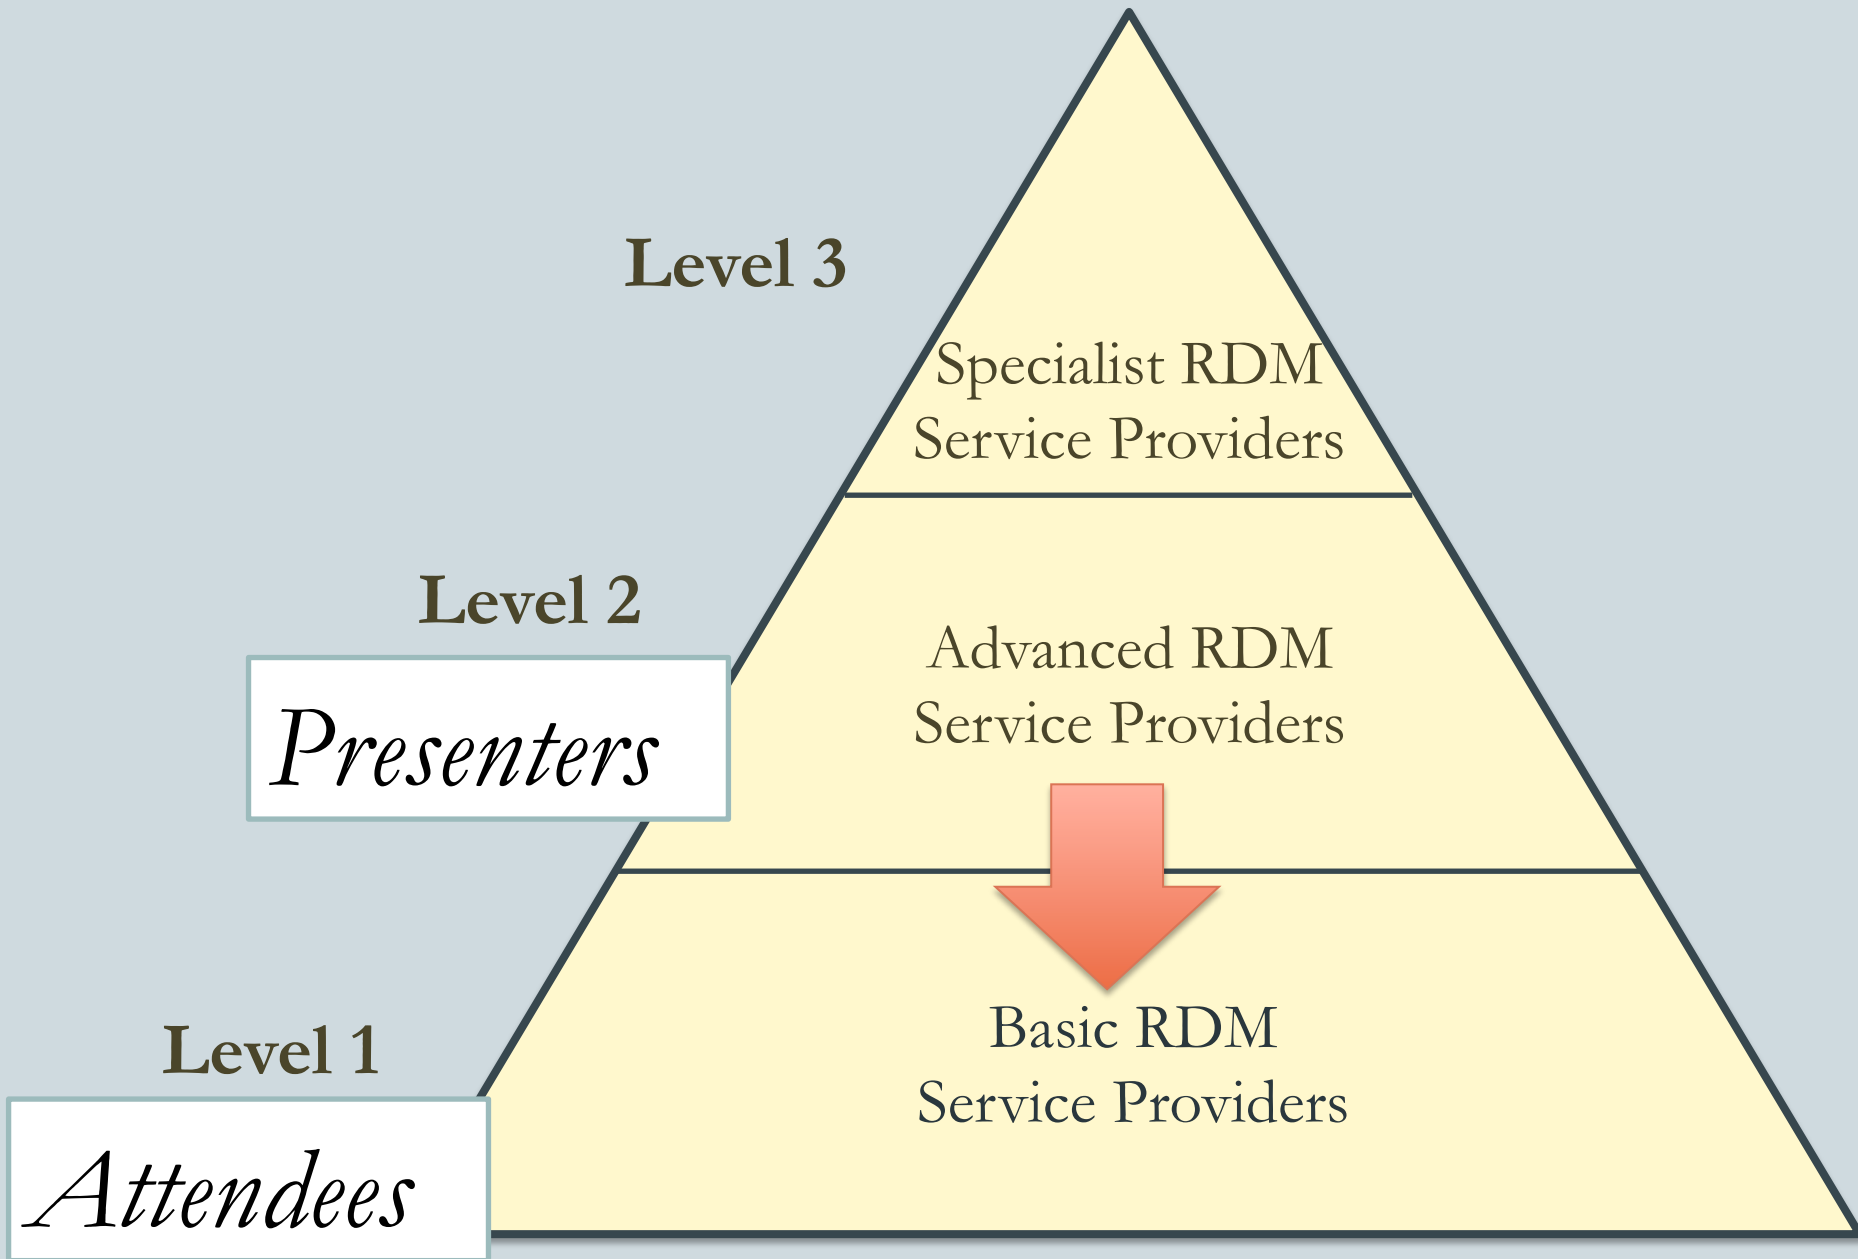 Level 3
Specialist RDM
Service Providers
Level 2
Presenters
Advanced RDM
Service Providers
Level 1
Attendees
Basic RDM
Service Providers